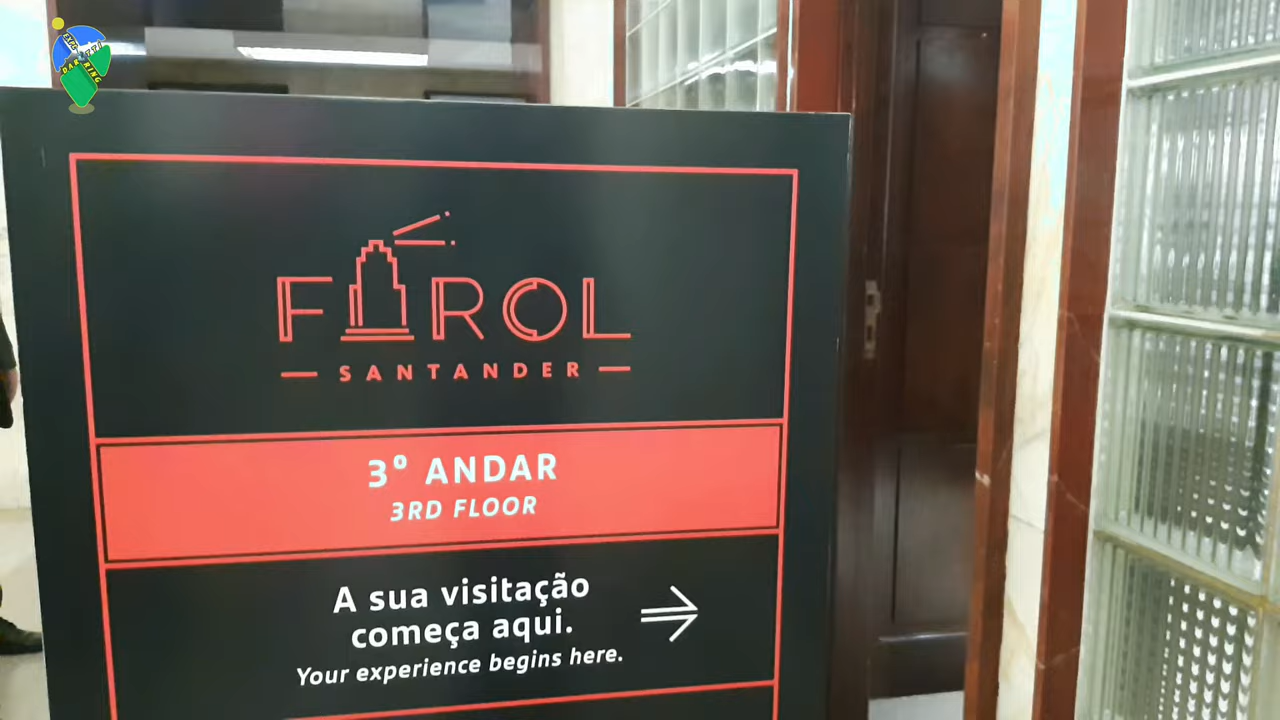 FAROL
SANTANDER
3º ANDAR
3RD FLOOR
A sua visitação
começa aqui.
Your experience begins here.